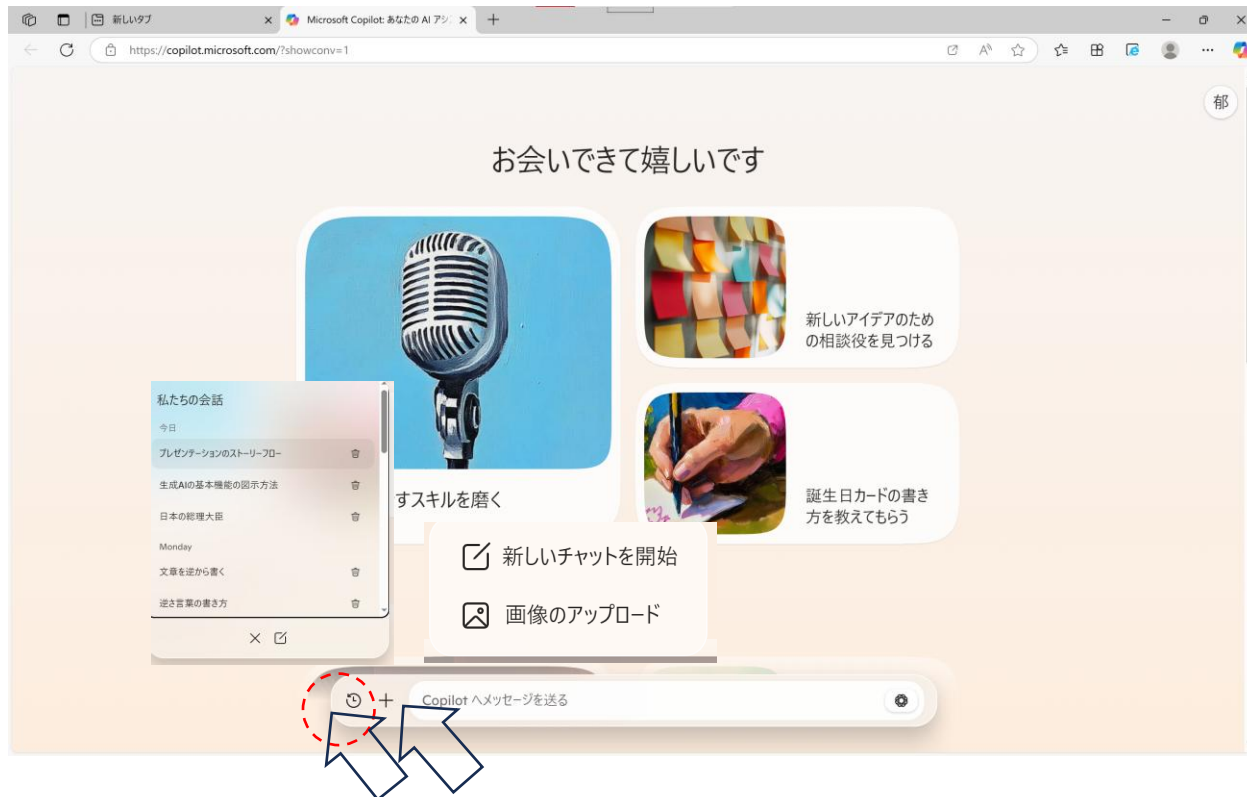 新しいタブ
Microsoft Copilot: あなたの AI アシ
https://copilot.microsoft.com/?showconv=1
郁
お会いできて嬉しいです
新しいアイデアのため
の相談役を見つける
私たちの会話
今日
プレゼンテーションのストーリーフロー
生成AIの基本機能の図示方法
日本の総理大臣
Monday
文章を逆から書く
逆さ言葉の書き方
すスキルを磨く
誕生日カードの書き
方を教えてもらう
新しいチャットを開始
画像のアップロード
Copilot へメッセージを送る